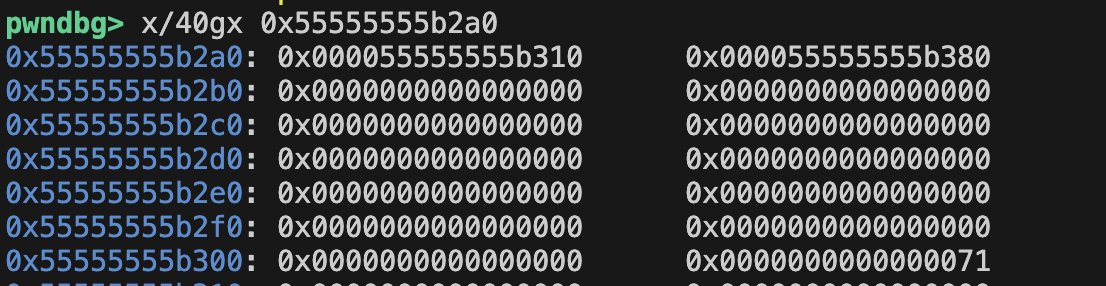 pwndbg> x/40gx 0x55555555b2a0
0x55555555b2a0: 0x000055555555b310 0x000055555555b380
0x55555555b2b0: 0x0000000000000000 0x0000000000000000
0x55555555b2c0: 0x0000000000000000 0x0000000000000000
0x55555555b2d0: 0x0000000000000000 0x0000000000000000
0x55555555b2e0: 0x0000000000000000 0x0000000000000000
0x55555555b2f0: 0x0000000000000000 0x0000000000000000
0x55555555b300: 0x0000000000000000 0x0000000000000071